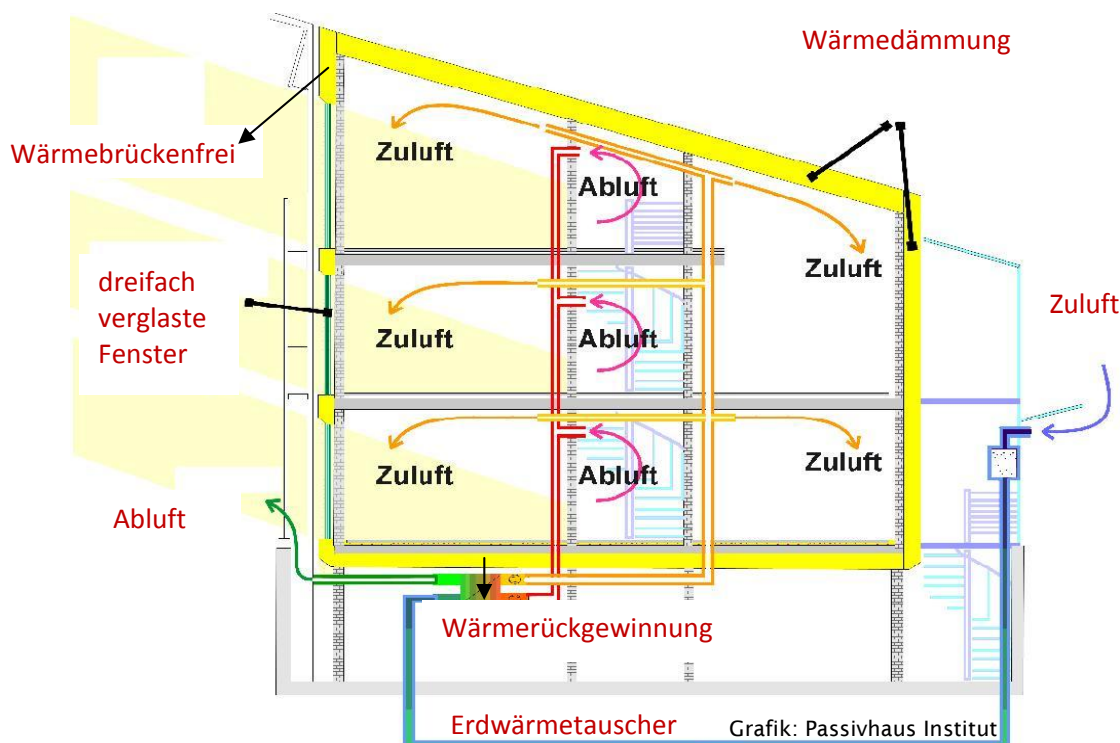 Wärmedämmung
Wärmebrückenfrei
Zuluft
Abluft
Zuluft
dreifach
verglaste
Fenster
Zuluft
Zuluft
Abluft
Zuluft
Abluft
Zuluft
Abluft
Wärmerückgewinnung
Erdwärmetauscher
Grafik: Passivhaus Institut